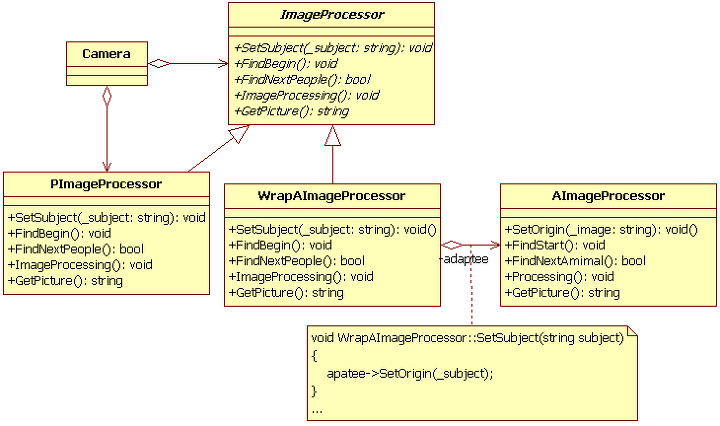 ImageProcessor
+SetSubject(_subject: string): void
+FindBegin(): void
+FindNextPeople(): bool
+ImageProcessing(): void
+GetPicture(): string
Camera
PImageProcessor
+SetSubject(_subject: string): void
+FindBegin(): void
+FindNextPeople(): bool
+ImageProcessing(): void
+GetPicture(): string
WrapAImageProcessor
+SetSubject(_subject: string): void()
+FindBegin(): void
+FindNextPeople(): bool
+ImageProcessing(): void
+GetPicture(): string
-adaptee
AImageProcessor
+SetOrigin(_image: string): void()
+FindStart(): void
+FindNextAmimal(): bool
+Processing(): void
+GetPicture(): string
void WrapAImageProcessor::SetSubject(string subject)
{
apatee->SetOrigin(_subject);
}
...